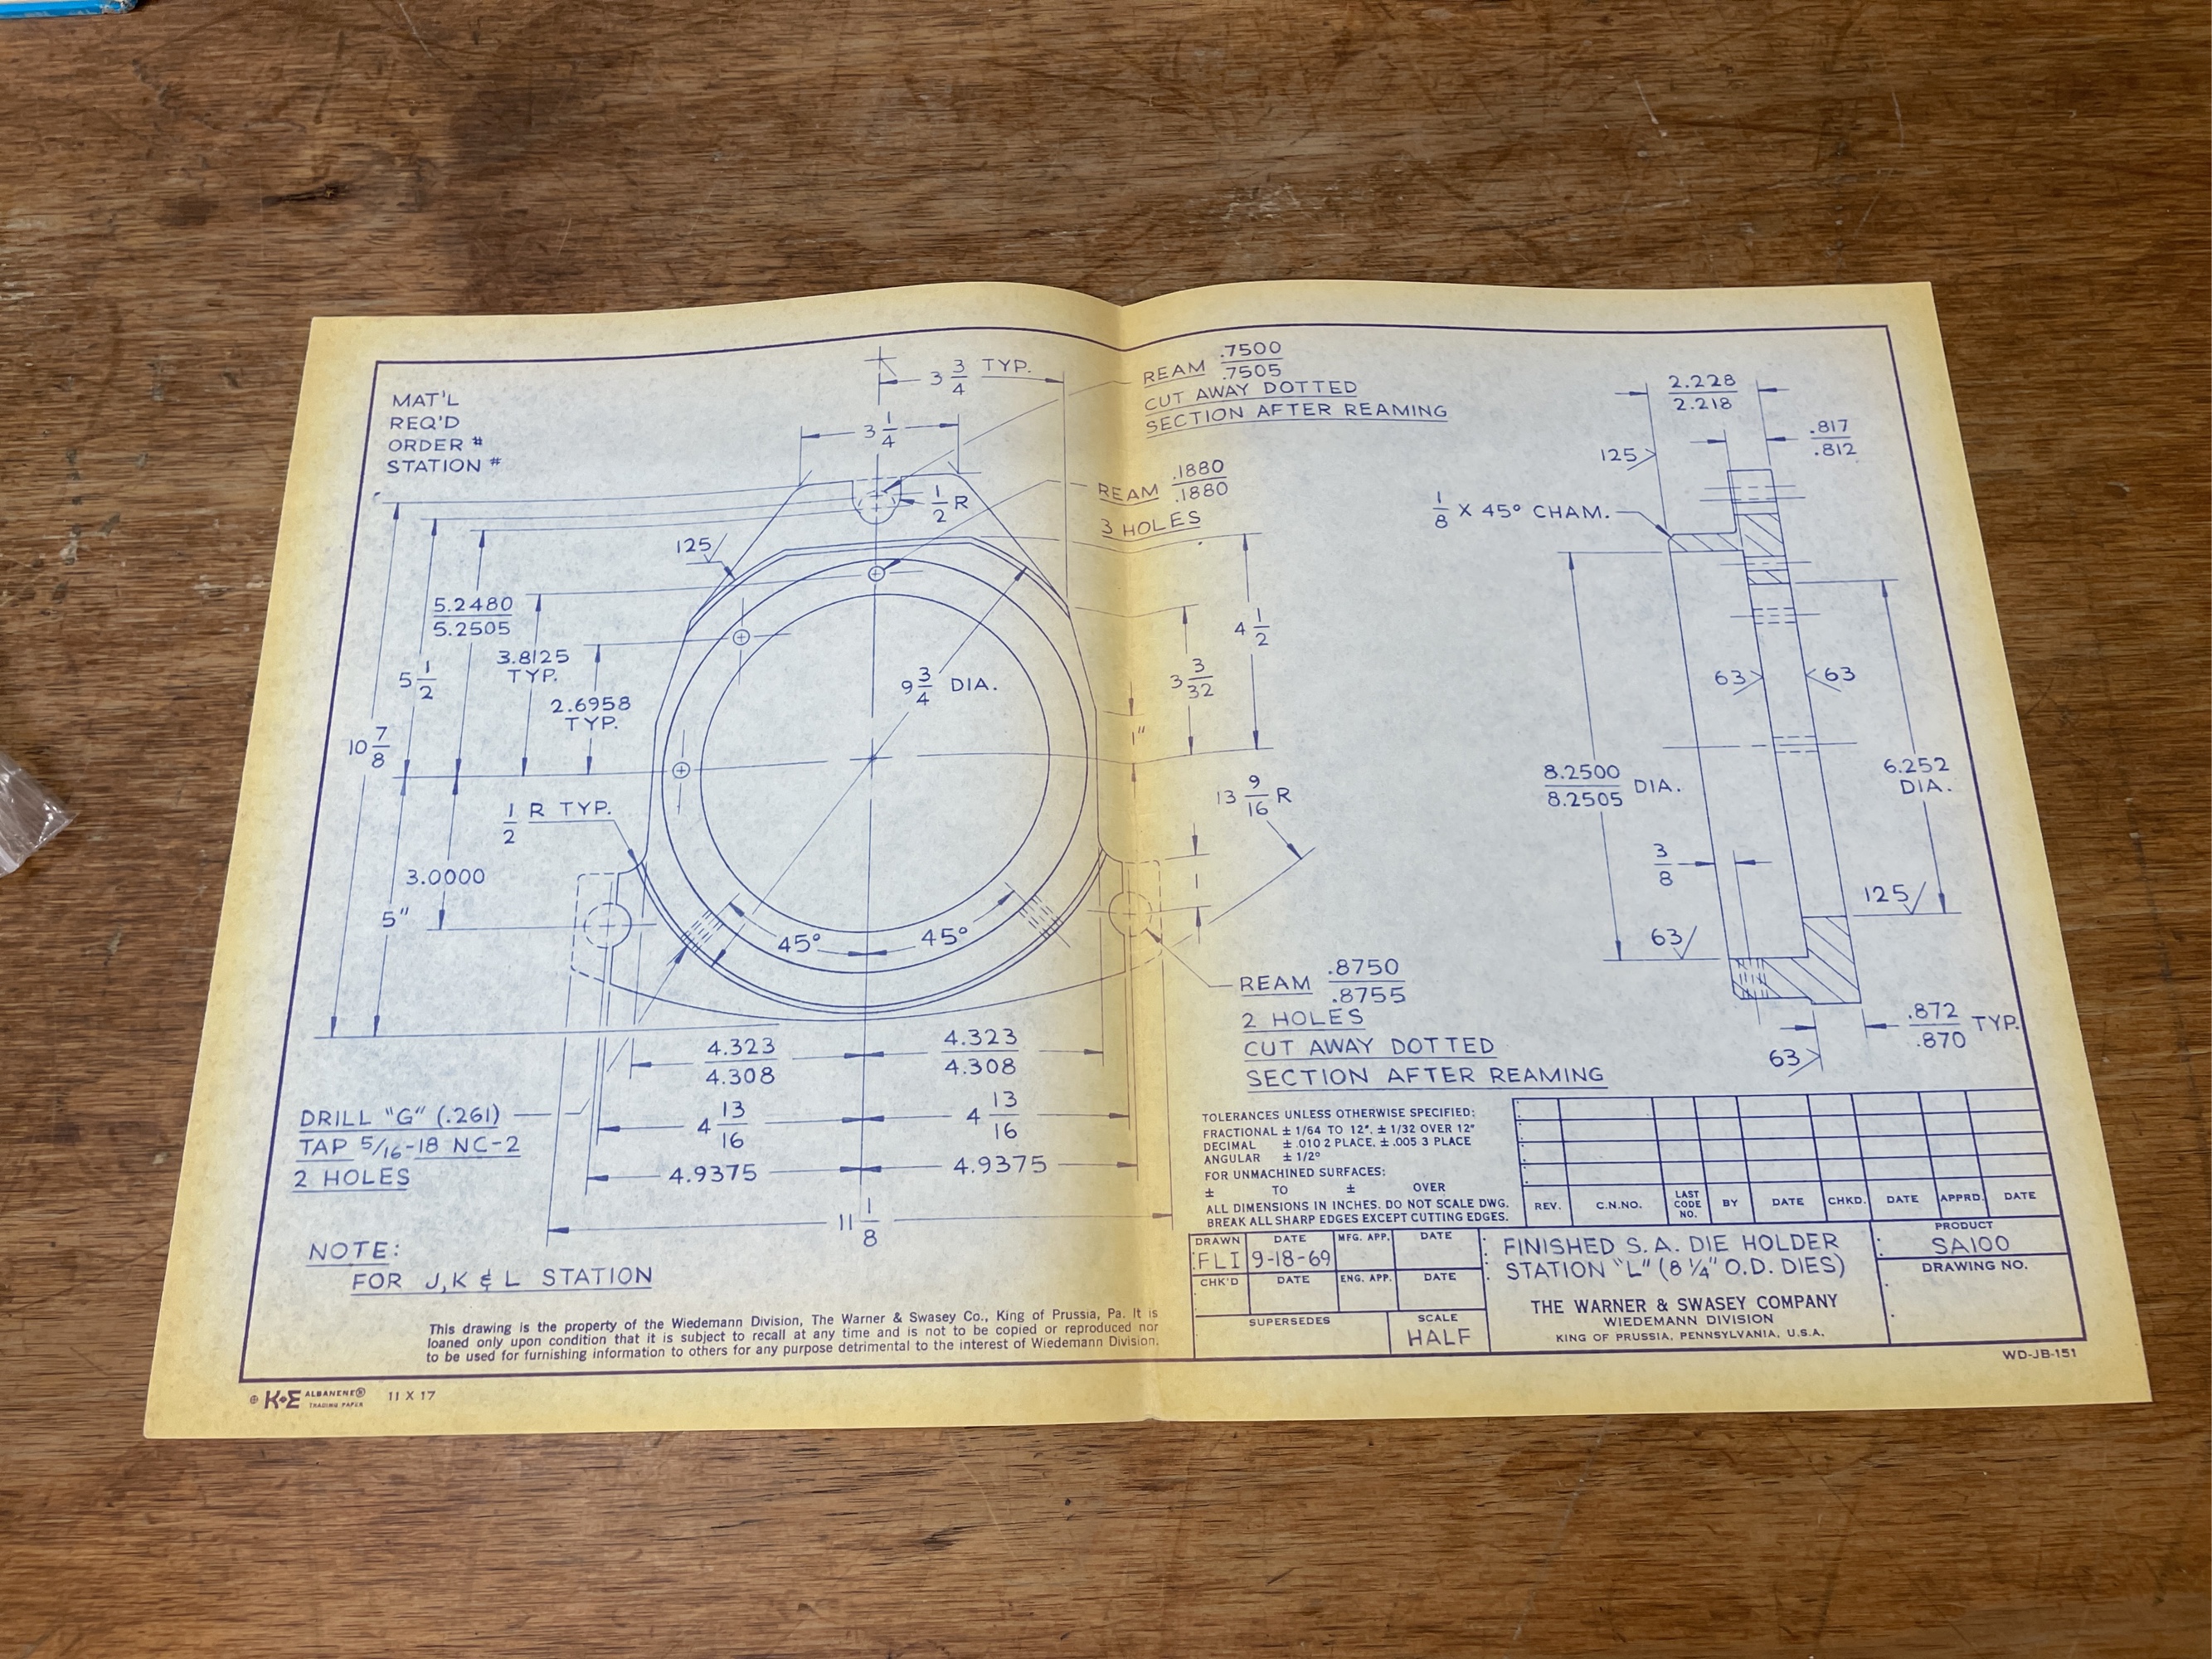 MAT'L
REQ'D
ORDER #
STATION #
3 3/4 TYP.
3 1/4
1/2 R
REAM .7500
.7505
CUT AWAY DOTTED
SECTION AFTER REAMING
REAM .1880
.1880
3 HOLES
125
5.2480
5.2505
3.8125
TYP.
5 1/2
2.6958
TYP.
10 7/8
9 3/4 DIA.
4 1/2
3 3/32
1"
13 9/16 R
1/2 R TYP.
3.0000
5"
45°
45°
1
REAM .8750
.8755
2 HOLES
CUT AWAY DOTTED
SECTION AFTER REAMING
4.323
4.308
4.323
4.308
4 13/16
4 13/16
4.9375
4.9375
11 1/8
DRILL "G" (.261)
TAP 5/16-18 NC-2
2 HOLES
NOTE:
FOR J, K & L STATION
2.228
2.218
.817
.812
125
1/8 X 45° CHAM.
63
63
8.2500
8.2505 DIA.
6.252
DIA.
3/8
125
63
.872
.870 TYP.
63
TOLERANCES UNLESS OTHERWISE SPECIFIED:
FRACTIONAL ± 1/64 TO 12", ± 1/32 OVER 12"
DECIMAL ± .010 2 PLACE, ± .005 3 PLACE
ANGULAR ± 1/2°
FOR UNMACHINED SURFACES:
± TO ± OVER
ALL DIMENSIONS IN INCHES. DO NOT SCALE DWG.
BREAK ALL SHARP EDGES EXCEPT CUTTING EDGES.
REV. C.N.NO. LAST CODE NO. BY DATE CHKD. DATE APPRD. DATE
DRAWN DATE MFG. APP. DATE
FLI 9-18-69
CHK'D DATE ENG. APP. DATE
SUPERSEDES SCALE
HALF
FINISHED S. A. DIE HOLDER
STATION "L" (8 1/4" O.D. DIES)
THE WARNER & SWASEY COMPANY
WIEDEMANN DIVISION
KING OF PRUSSIA, PENNSYLVANIA, U.S.A.
PRODUCT
SA100
DRAWING NO.
WD-JB-151
This drawing is the property of the Wiedemann Division, The Warner & Swasey Co., King of Prussia, Pa. It is
loaned only upon condition that it is subject to recall at any time and is not to be copied or reproduced nor
to be used for furnishing information to others for any purpose detrimental to the interest of Wiedemann Division.
K+E ALBANENE®
TRACING PAPER
11 X 17